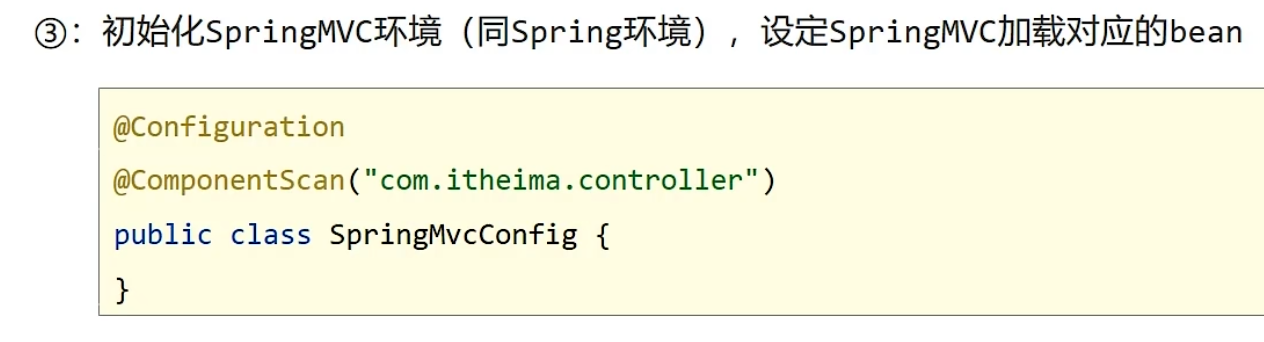 ③：初始化SpringMVC环境（同Spring环境），设定SpringMVC加载对应的bean
@Configuration
@ComponentScan("com.itheima.controller")
public class SpringMvcConfig {
}